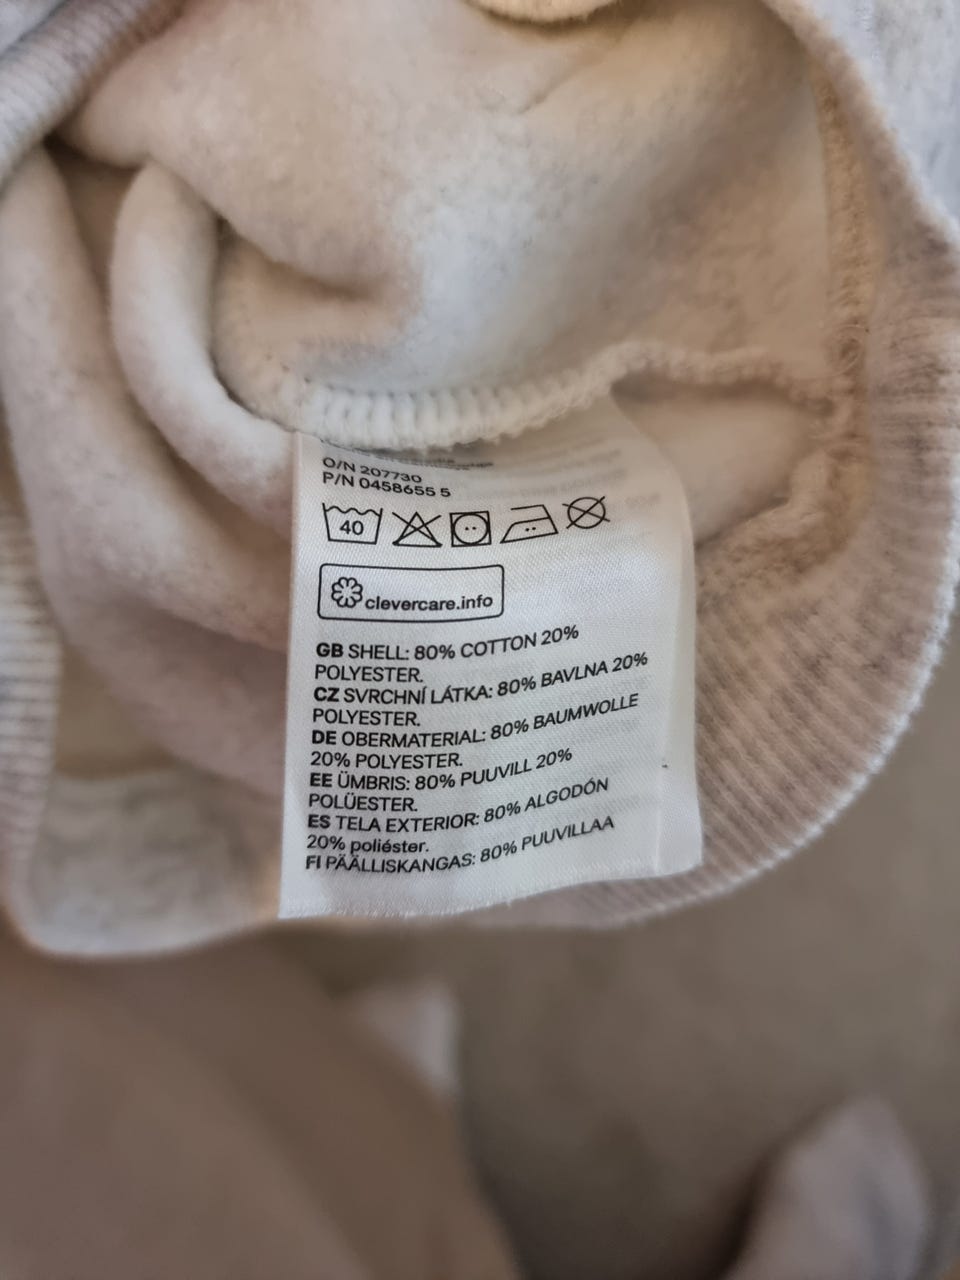 O/N 207730
P/N 0458655 5
40
clevercare.info
GB SHELL: 80% COTTON 20%
POLYESTER.
CZ SVRCHNÍ LÁTKA: 80% BAVLNA 20%
POLYESTER.
DE OBERMATERIAL: 80% BAUMWOLLE
20% POLYESTER.
EE ÜMBRIS: 80% PUUVILL 20%
POLÜESTER.
ES TELA EXTERIOR: 80% ALGODÓN
20% poliéster.
FI PÄÄLLISKANGAS: 80% PUUVILLAA